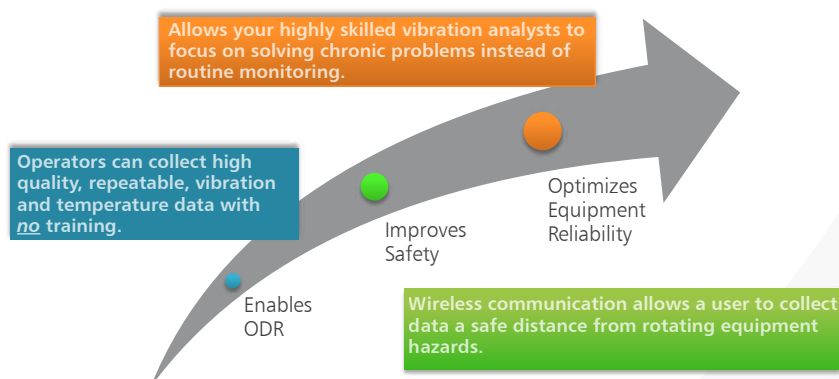 Allows your highly skilled vibration analysts to
focus on solving chronic problems instead of
routine monitoring.
Operators can collect high
quality, repeatable, vibration
and temperature data with
no training.
Optimizes
Equipment
Reliability
Improves
Safety
Enables
ODR
Wireless communication allows a user to collect
data a safe distance from rotating equipment
hazards.